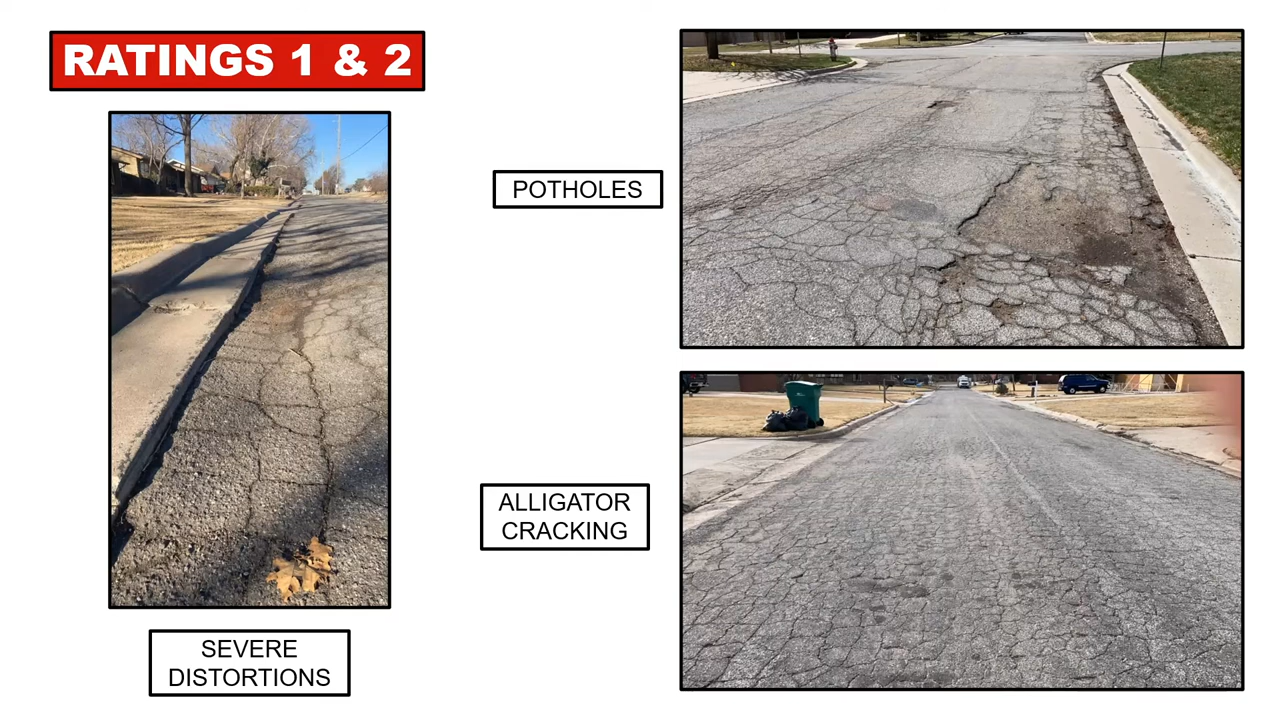 RATINGS 1 & 2
POTHOLES
ALLIGATOR
CRACKING
SEVERE
DISTORTIONS